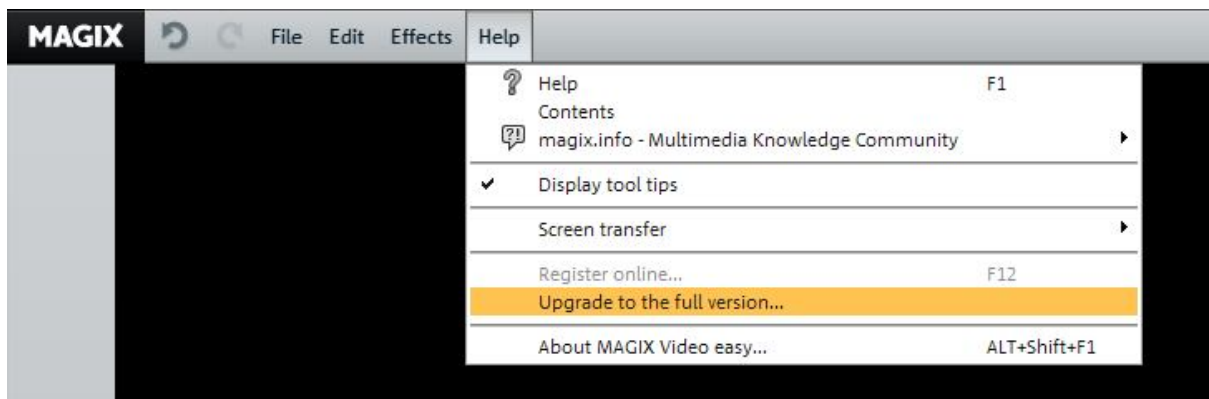 MAGIX File Edit Effects Help
Help F1
Contents
magix.info - Multimedia Knowledge Community
Display tool tips
Screen transfer
Register online... F12
Upgrade to the full version...
About MAGIX Video easy... ALT+Shift+F1